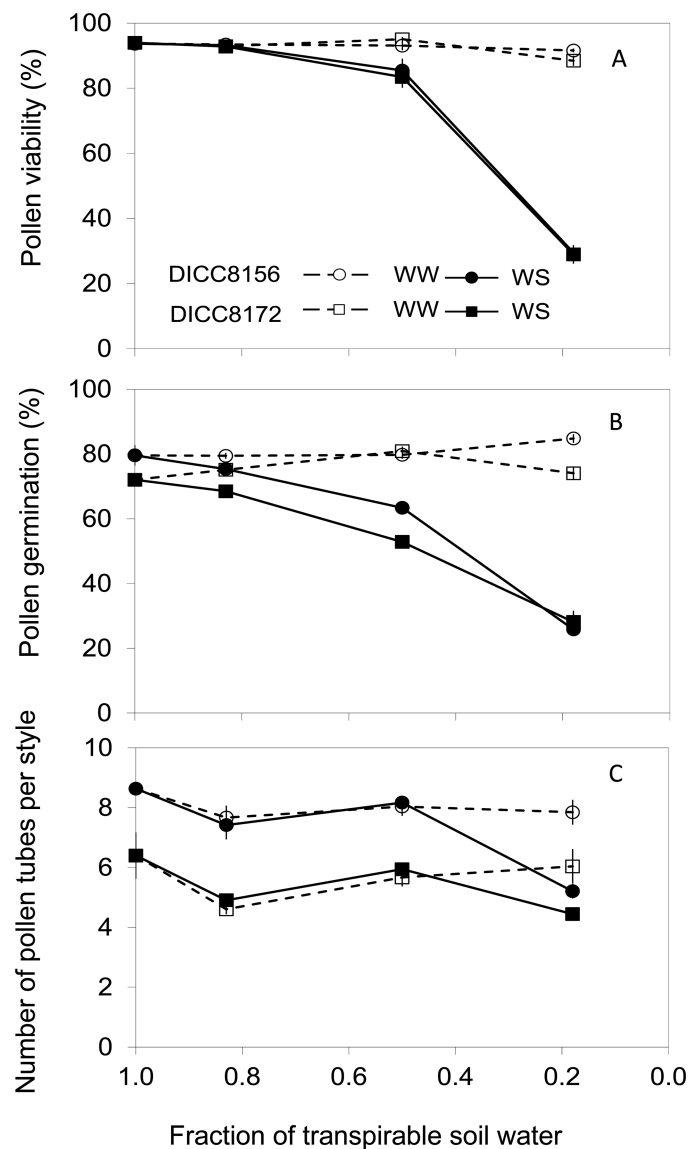 100
80
60
40
20
0
Pollen viability (%)
A
DICC8156 WW WS
DICC8172 WW WS
100
80
60
40
20
0
Pollen germination (%)
B
10
8
6
4
2
0
Number of pollen tubes per style
C
1.0 0.8 0.6 0.4 0.2 0.0
Fraction of transpirable soil water